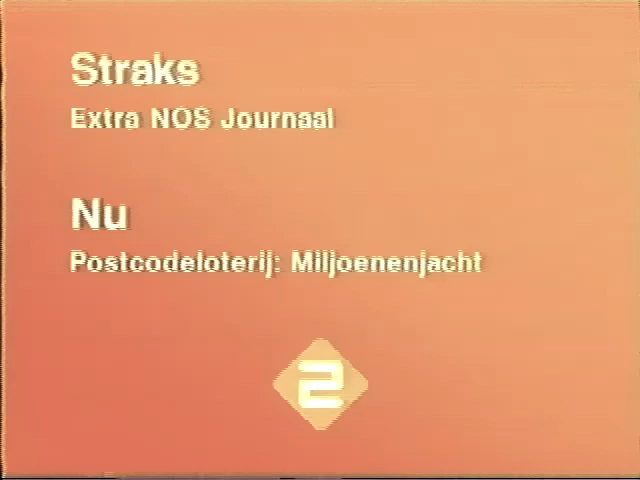 Straks
Extra NOS Journaal
Nu
Postcodeloterij: Miljoenenjacht
2